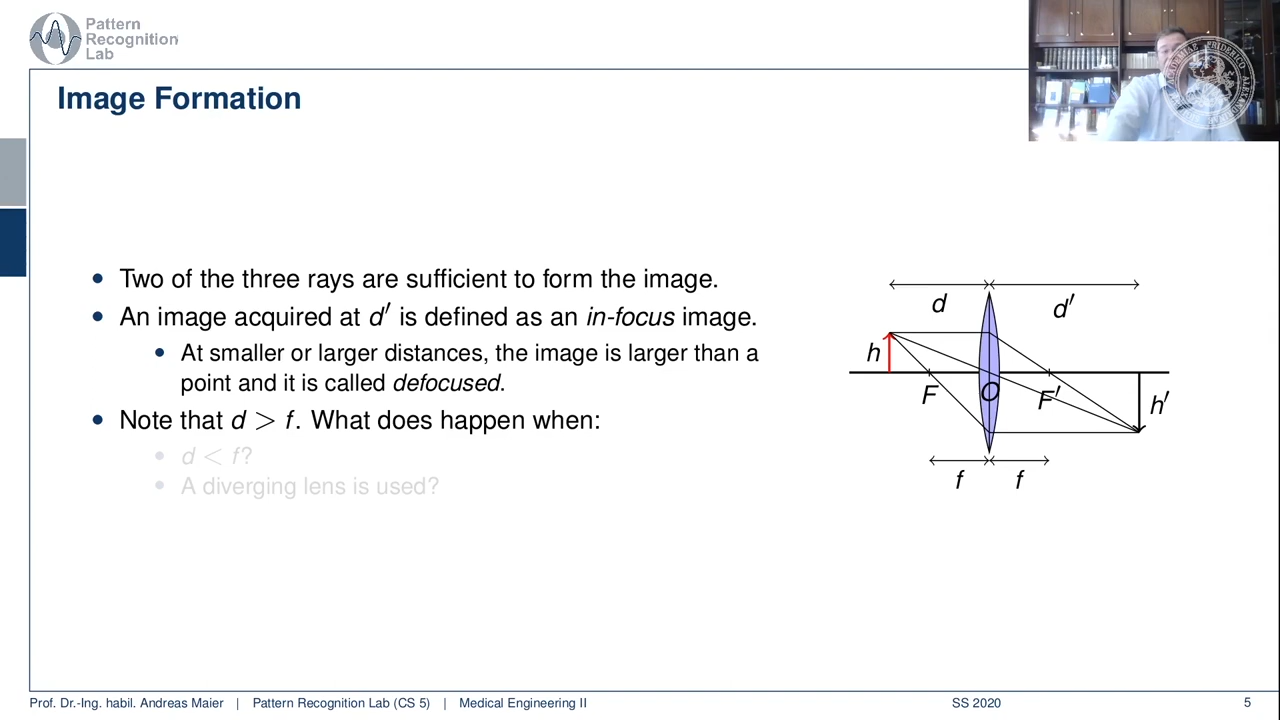 Pattern
Recognition
Lab
Image Formation
• Two of the three rays are sufficient to form the image.
• An image acquired at d′ is defined as an in-focus image.
• At smaller or larger distances, the image is larger than a
point and it is called defocused.
• Note that d > f. What does happen when:
• d < f?
• A diverging lens is used?
d d′
h
F O F′ h′
f f
Prof. Dr.-Ing. habil. Andreas Maier | Pattern Recognition Lab (CS 5) | Medical Engineering II SS 2020 5